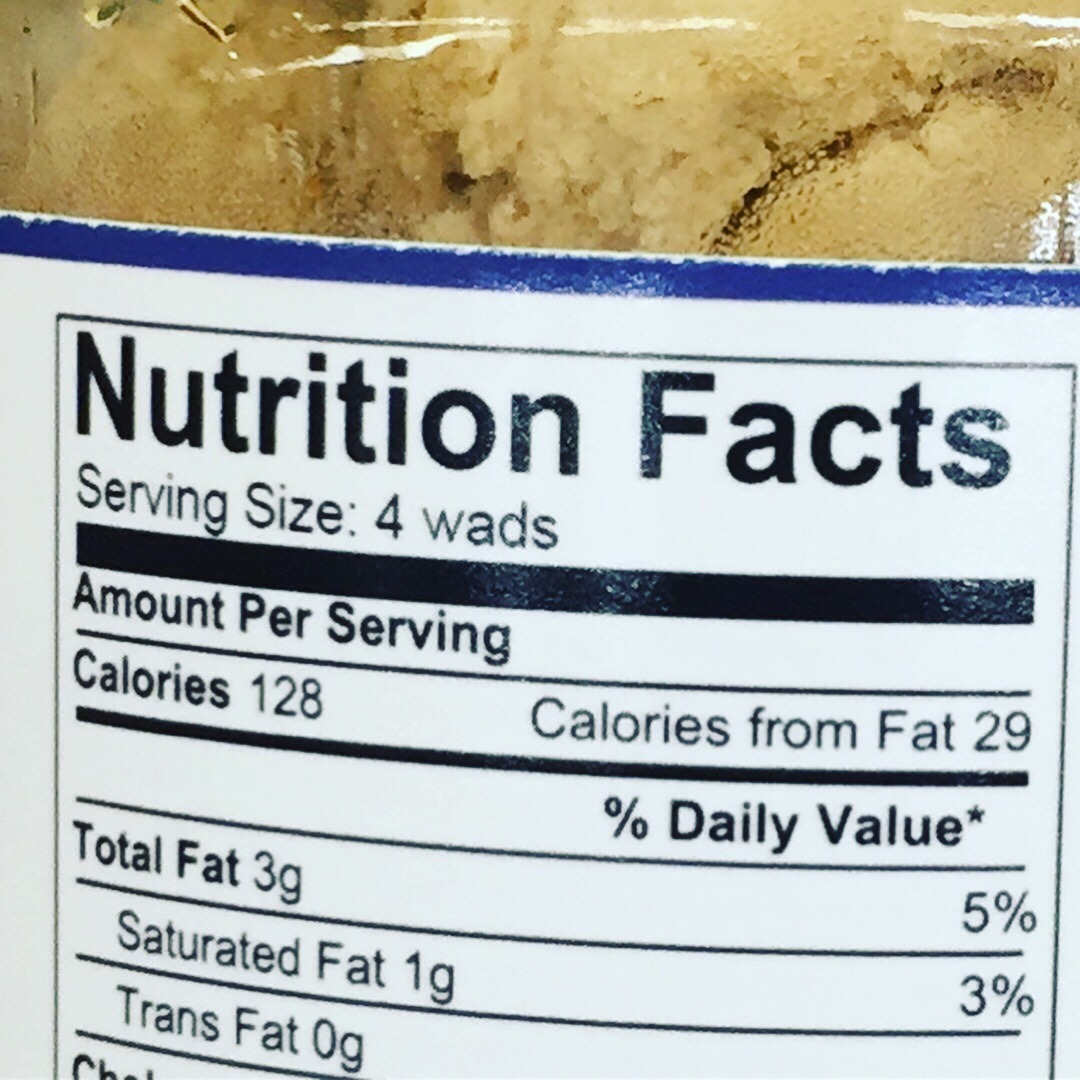 Nutrition Facts
Serving Size: 4 wads
Amount Per Serving
Calories 128 Calories from Fat 29
% Daily Value*
Total Fat 3g 5%
Saturated Fat 1g 3%
Trans Fat 0g